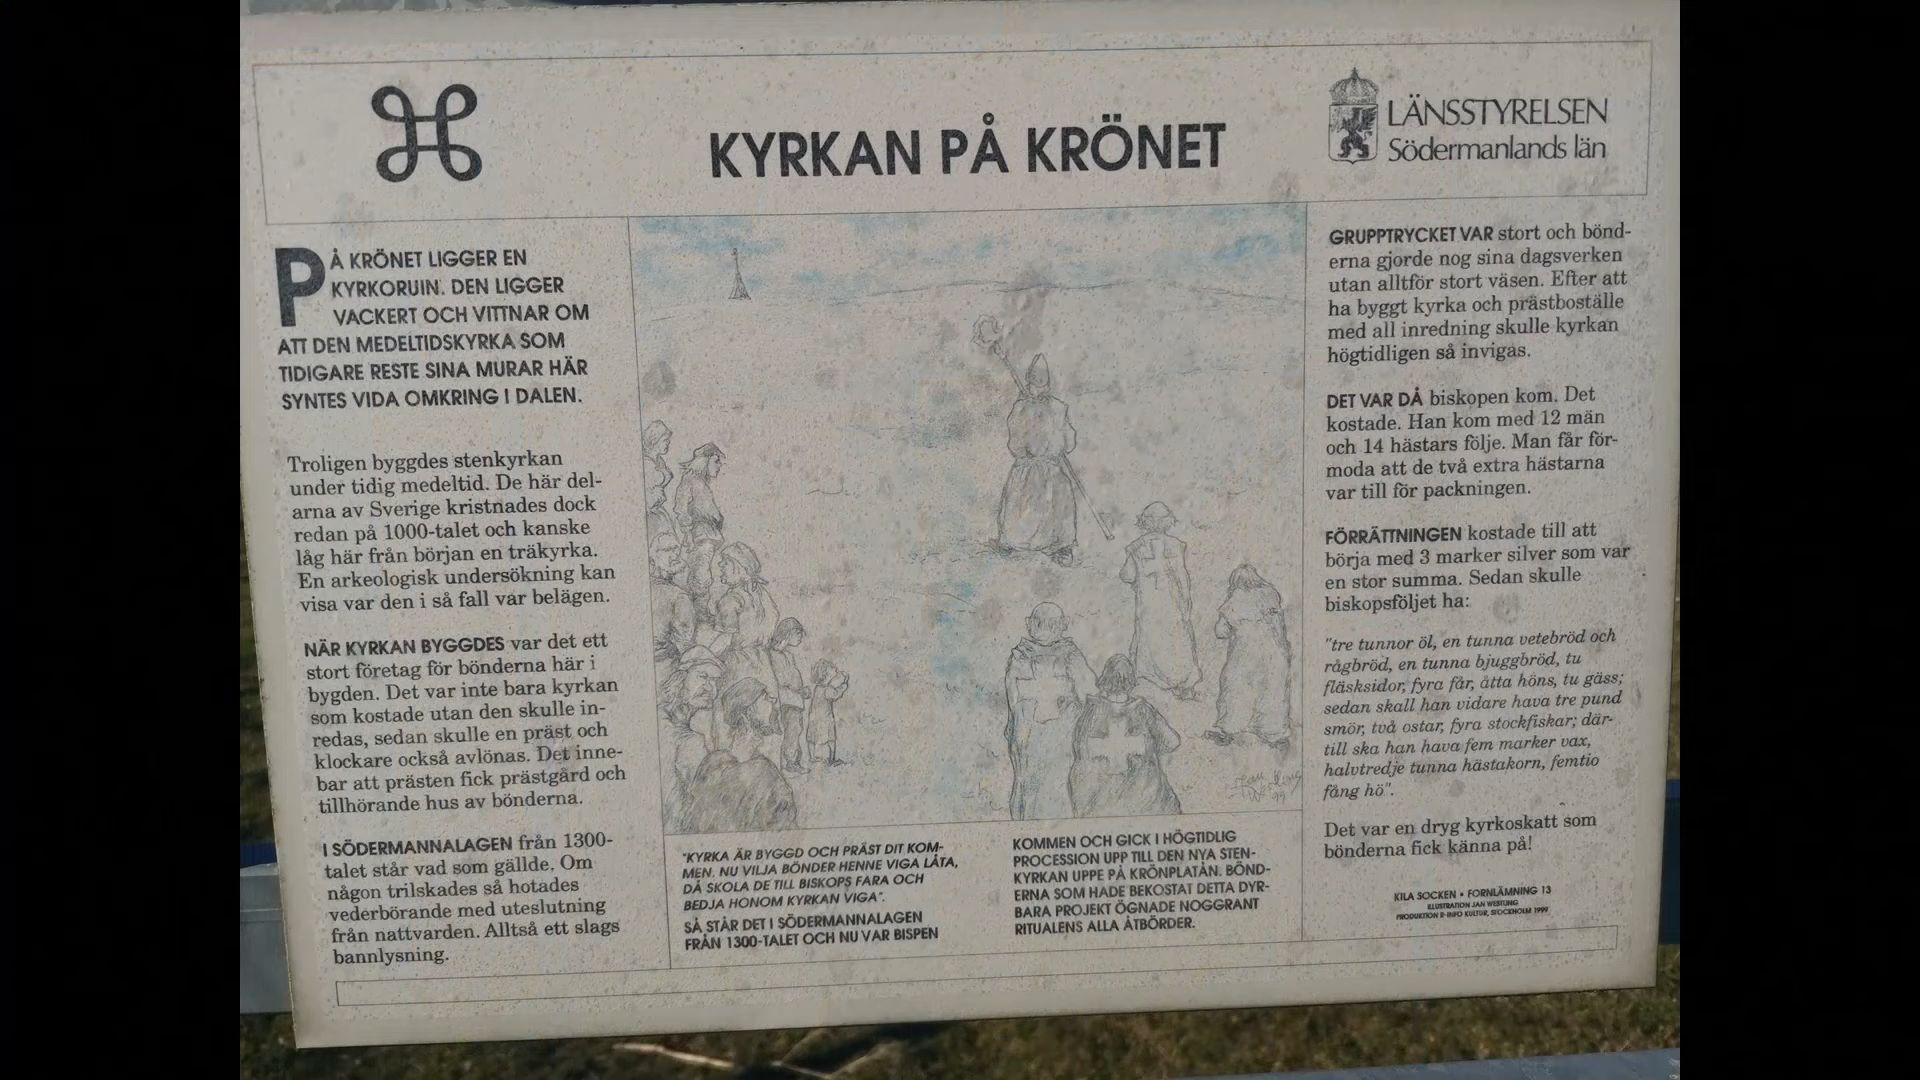 KYRKAN PÅ KRÖNET
LÄNSSTYRELSEN
Södermanlands län
PÅ KRÖNET LIGGER EN
KYRKORUIN. DEN LIGGER
VACKERT OCH VITTNAR OM
ATT DEN MEDELTIDSKYRKA SOM
TIDIGARE RESTE SINA MURAR HÄR
SYNTES VIDA OMKRING I DALEN.
Troligen byggdes stenkyrkan
under tidig medeltid. De här del-
arna av Sverige kristnades dock
redan på 1000-talet och kanske
låg här från början en träkyrka.
En arkeologisk undersökning kan
visa var den i så fall var belägen.
NÄR KYRKAN BYGGDES var det ett
stort företag för bönderna här i
bygden. Det var inte bara kyrkan
som kostade utan den skulle in-
redas, sedan skulle en präst och
klockare också avlönas. Det inne-
bar att prästen fick prästgård och
tillhörande hus av bönderna.
I SÖDERMANNALAGEN från 1300-
talet står vad som gällde. Om
någon trilskades så hotades
vederbörande med uteslutning
från nattvarden. Alltså ett slags
bannlysning.
"KYRKA ÄR BYGGD OCH PRÄST DIT KOM-
MEN. NU VILJA BÖNDER HENNE VIGA LÅTA,
DÅ SKOLA DE TILL BISKOPS FARA OCH
BEDJA HONOM KYRKAN VIGA".
SÅ STÅR DET I SÖDERMANNALAGEN
FRÅN 1300-TALET OCH NU VAR BISPEN
KOMMEN OCH GICK I HÖGTIDLIG
PROCESSION UPP TILL DEN NYA STEN-
KYRKAN UPPE PÅ KRÖNPLATÅN. BÖND-
ERNA SOM HADE BEKOSTAT DETTA DYR-
BARA PROJEKT ÖGNADE NOGGRANT
RITUALENS ALLA ÅTBÖRDER.
GRUPPTRYCKET VAR stort och bönd-
erna gjorde nog sina dagsverken
utan alltför stort väsen. Efter att
ha byggt kyrka och prästboställe
med all inredning skulle kyrkan
högtidligen så invigas.
DET VAR DÅ biskopen kom. Det
kostade. Han kom med 12 män
och 14 hästars följe. Man får för-
moda att de två extra hästarna
var till för packningen.
FÖRRÄTTNINGEN kostade till att
börja med 3 marker silver som var
en stor summa. Sedan skulle
biskopsföljet ha:
"tre tunnor öl, en tunna vetebröd och
rågbröd, en tunna bjuggbröd, tu
fläsksidor, fyra får, åtta höns, tu gäss;
sedan skall han vidare hava tre pund
smör, två ostar, fyra stockfiskar; där-
till ska han hava fem marker vax,
halvtredje tunna hästakorn, femtio
fång hö".
Det var en dryg kyrkoskatt som
bönderna fick känna på!
KILA SOCKEN • FORNLÄMNING 13
ILLUSTRATION JAN WESTLING
PRODUKTION R-INFO KULTUR, STOCKHOLM 1999